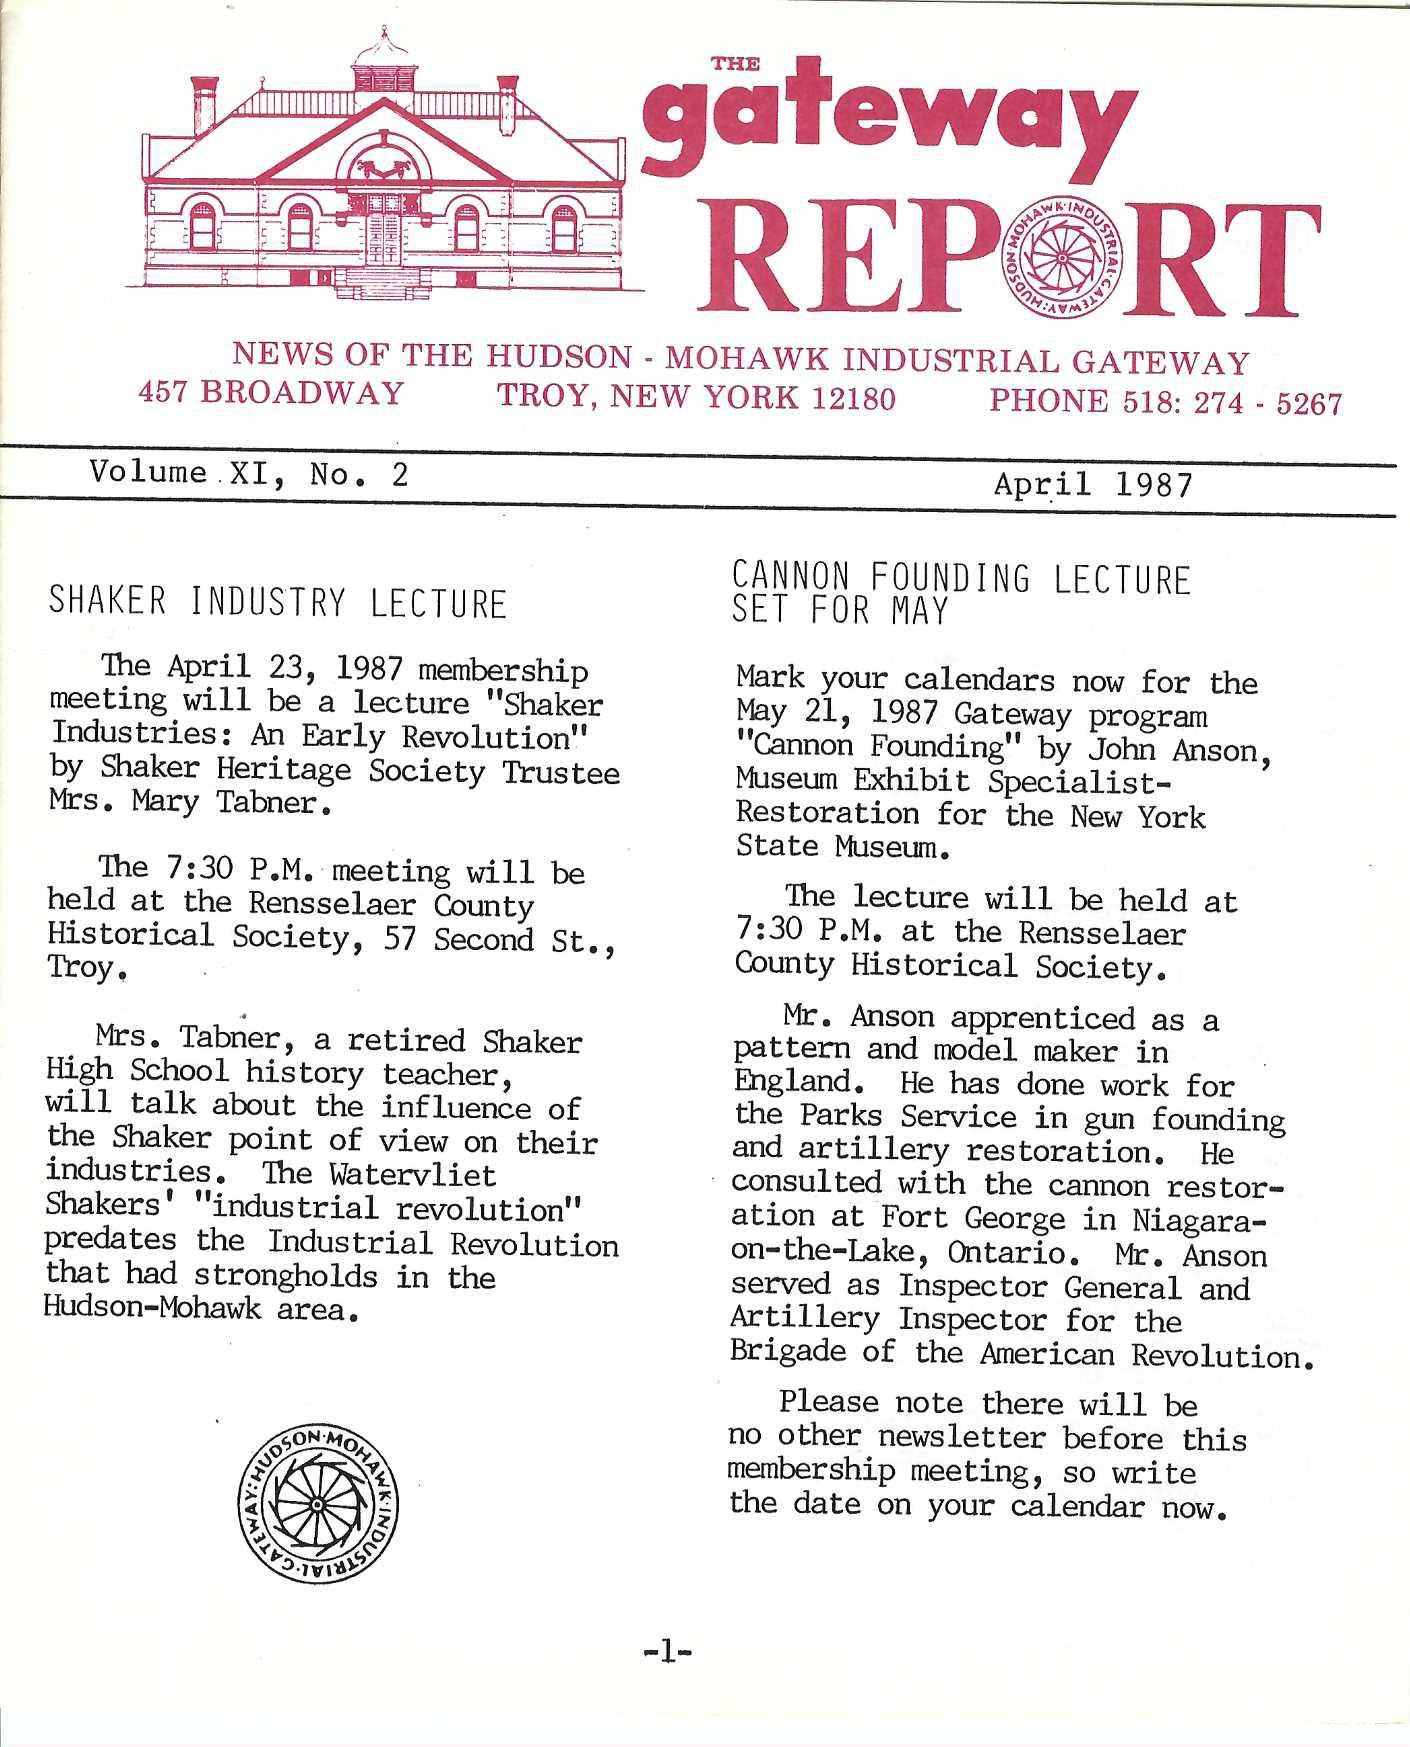 THE
gateway
REPORT
HUDSON·MOHAWK·INDUSTRIAL·GATEWAY:
NEWS OF THE HUDSON - MOHAWK INDUSTRIAL GATEWAY
457 BROADWAY TROY, NEW YORK 12180 PHONE 518: 274 - 5267
Volume XI, No. 2 April 1987
SHAKER INDUSTRY LECTURE
The April 23, 1987 membership
meeting will be a lecture "Shaker
Industries: An Early Revolution"
by Shaker Heritage Society Trustee
Mrs. Mary Tabner.
The 7:30 P.M. meeting will be
held at the Rensselaer County
Historical Society, 57 Second St.,
Troy.
Mrs. Tabner, a retired Shaker
High School history teacher,
will talk about the influence of
the Shaker point of view on their
industries. The Watervliet
Shakers' "industrial revolution"
predates the Industrial Revolution
that had strongholds in the
Hudson-Mohawk area.
HUDSON·MOHAWK·INDUSTRIAL·GATEWAY:
CANNON FOUNDING LECTURE
SET FOR MAY
Mark your calendars now for the
May 21, 1987 Gateway program
"Cannon Founding" by John Anson,
Museum Exhibit Specialist-
Restoration for the New York
State Museum.
The lecture will be held at
7:30 P.M. at the Rensselaer
County Historical Society.
Mr. Anson apprenticed as a
pattern and model maker in
England. He has done work for
the Parks Service in gun founding
and artillery restoration. He
consulted with the cannon restor-
ation at Fort George in Niagara-
on-the-Lake, Ontario. Mr. Anson
served as Inspector General and
Artillery Inspector for the
Brigade of the American Revolution.
Please note there will be
no other newsletter before this
membership meeting, so write
the date on your calendar now.
-1-